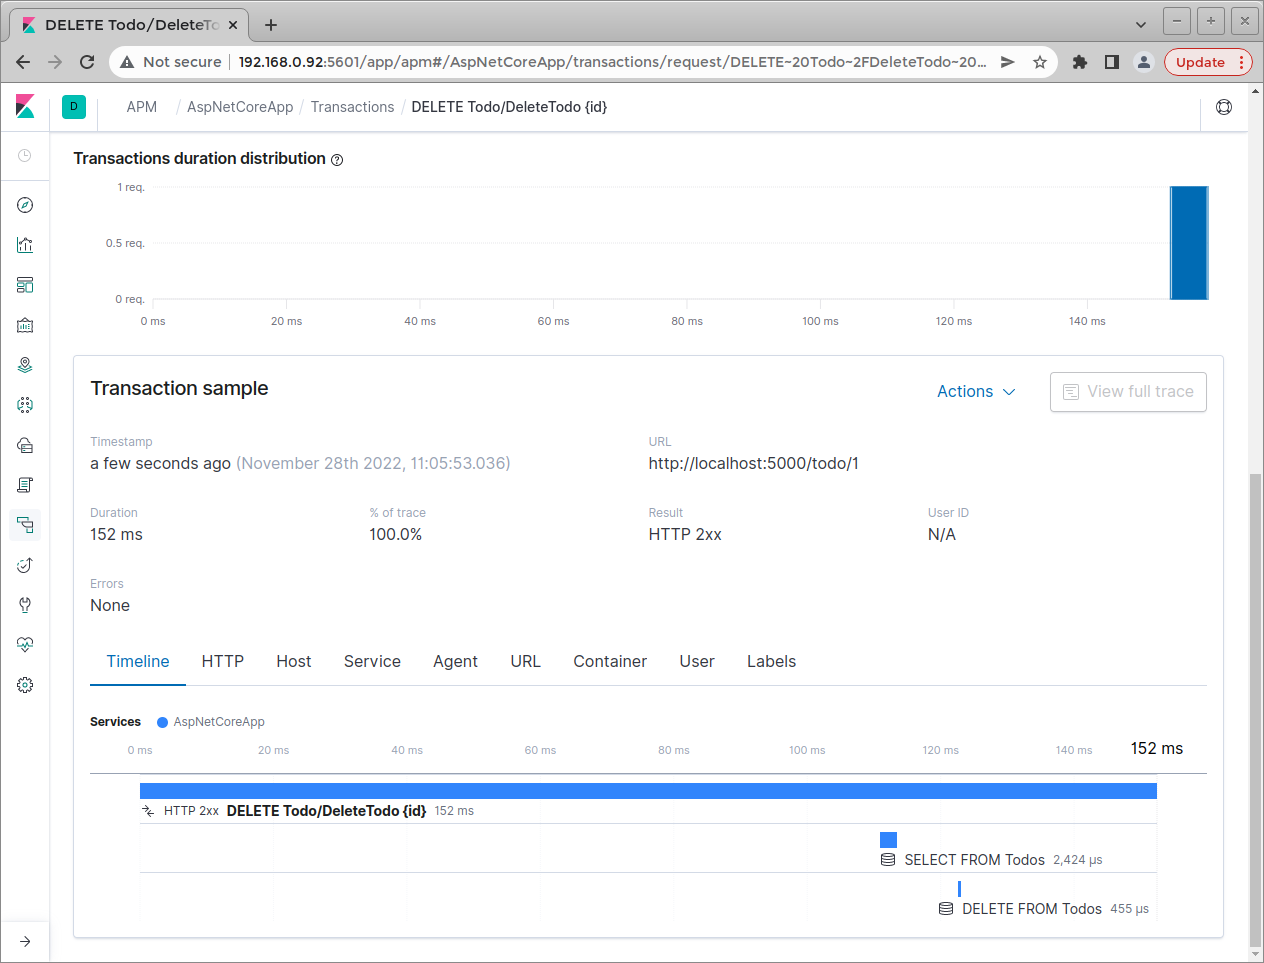 DELETE Todo/DeleteTo
Not secure
192.168.0.92:5601/app/apm#/AspNetCoreApp/transactions/request/DELETE~20Todo~2FDeleteTodo~20...
Update
D
APM / AspNetCoreApp / Transactions / DELETE Todo/DeleteTodo {id}
Transactions duration distribution
1 req.
0.5 req.
0 req.
0 ms 20 ms 40 ms 60 ms 80 ms 100 ms 120 ms 140 ms
Transaction sample
Actions
View full trace
Timestamp URL
a few seconds ago (November 28th 2022, 11:05:53.036) http://localhost:5000/todo/1
Duration % of trace Result User ID
152 ms 100.0% HTTP 2xx N/A
Errors
None
Timeline HTTP Host Service Agent URL Container User Labels
Services AspNetCoreApp
0 ms 20 ms 40 ms 60 ms 80 ms 100 ms 120 ms 140 ms 152 ms
HTTP 2xx DELETE Todo/DeleteTodo {id} 152 ms
SELECT FROM Todos 2,424 μs
DELETE FROM Todos 455 μs